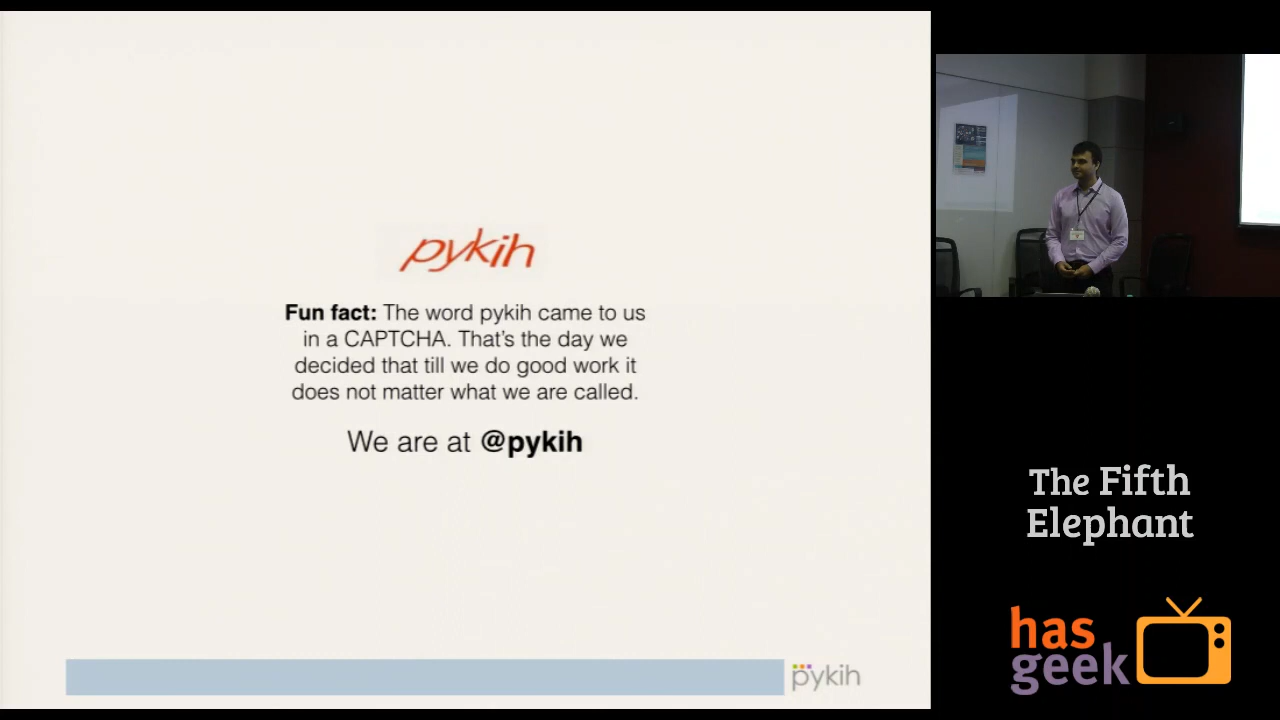 pykih
Fun fact: The word pykih came to us
in a CAPTCHA. That's the day we
decided that till we do good work it
does not matter what we are called.
We are at @pykih
pykih
The Fifth
Elephant
has
geek